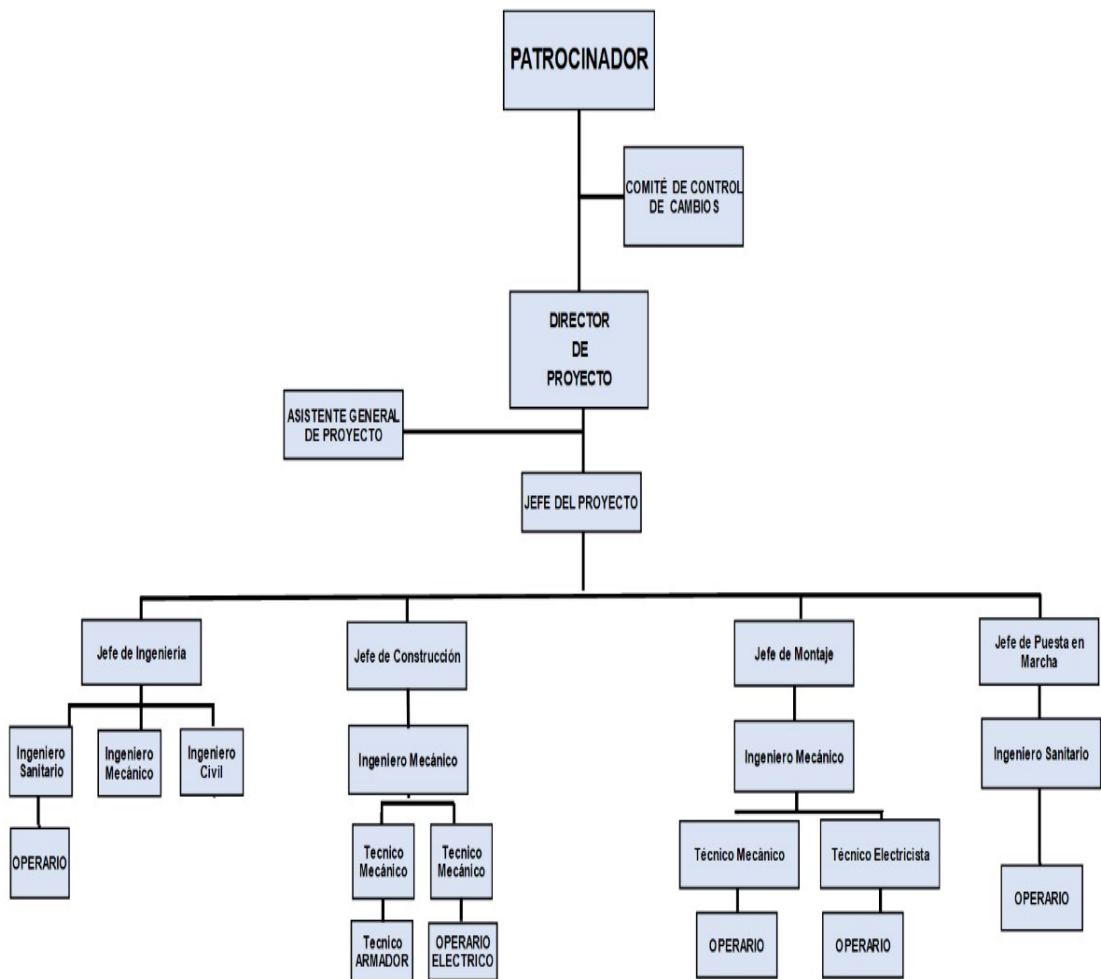 PATROCINADOR
COMITÉ DE CONTROL
DE CAMBIOS
DIRECTOR
DE
PROYECTO
ASISTENTE GENERAL
DE PROYECTO
JEFE DEL PROYECTO
Jefe de Ingeniería
Jefe de Construcción
Jefe de Montaje
Jefe de Puesta en
Marcha
Ingeniero
Sanitario
Ingeniero
Mecánico
Ingeniero
Civil
Ingeniero Mecánico
Ingeniero Mecánico
Ingeniero Sanitario
OPERARIO
Tecnico
Mecánico
Tecnico
Mecánico
Técnico Mecánico
Técnico Electricista
OPERARIO
Tecnico
ARMADOR
OPERARIO
ELECTRICO
OPERARIO
OPERARIO